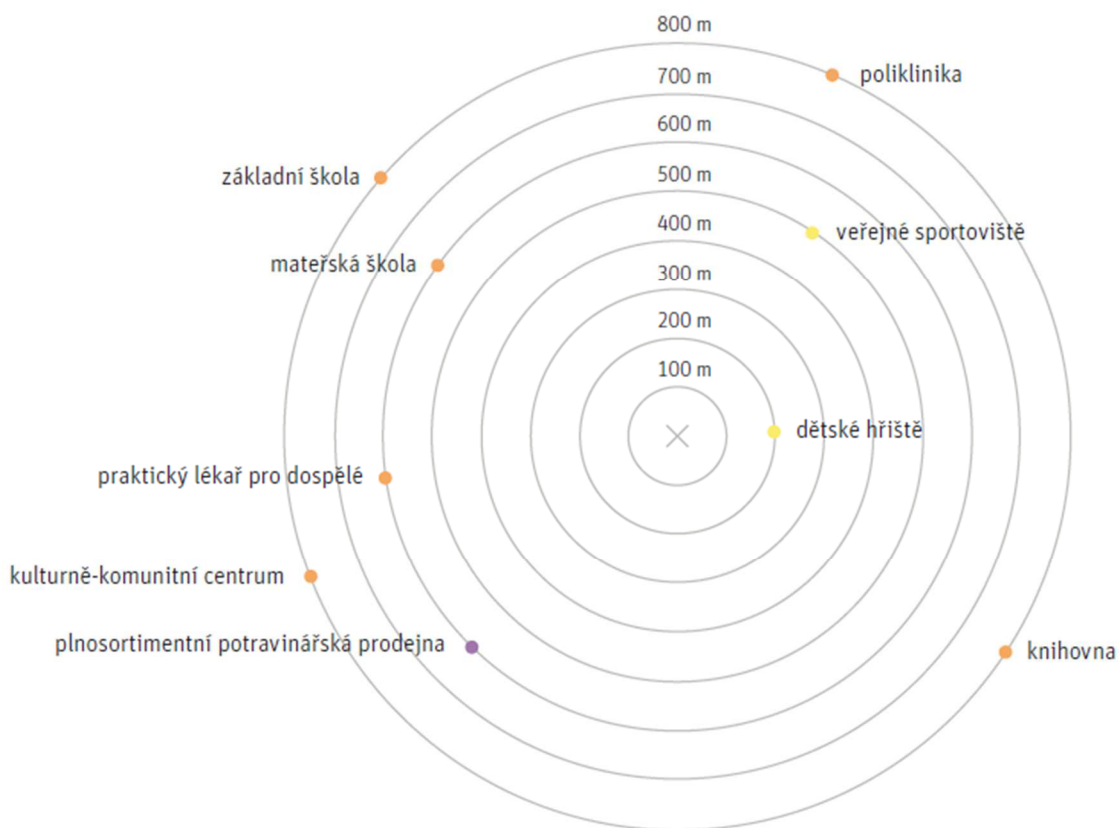 800 m
poliklinika
700 m
600 m
základní škola
500 m
400 m
veřejné sportoviště
mateřská škola
300 m
200 m
100 m
dětské hřiště
praktický lékař pro dospělé
kulturně-komunitní centrum
plnosortimentní potravinářská prodejna
knihovna